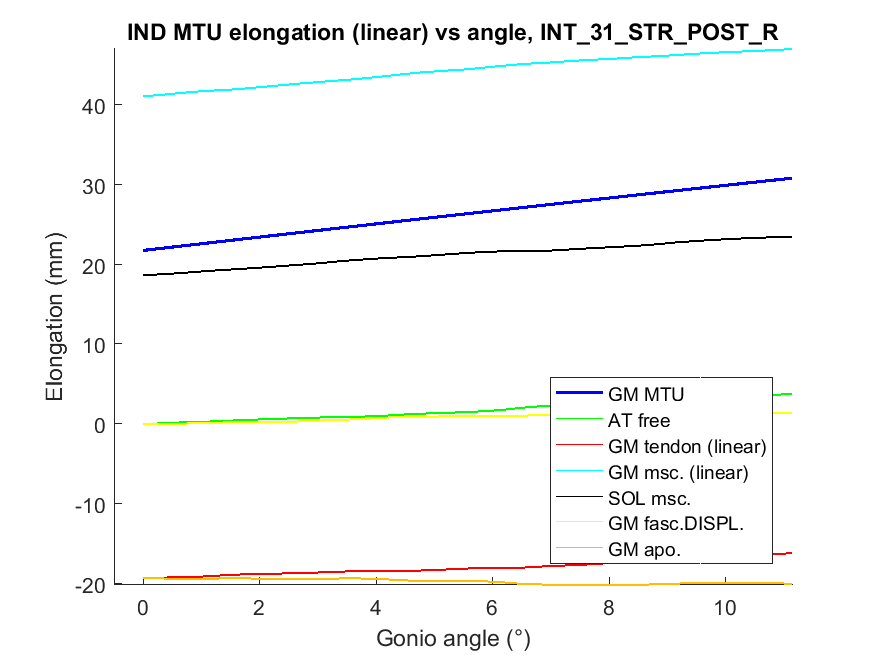 IND MTU elongation (linear) vs angle, INT_31_STR_POST_R
Elongation (mm)
40
30
20
10
0
-10
-20
GM MTU
AT free
GM tendon (linear)
GM msc. (linear)
SOL msc.
GM fasc.DISPL.
GM apo.
0 2 4 6 8 10
Gonio angle (°)